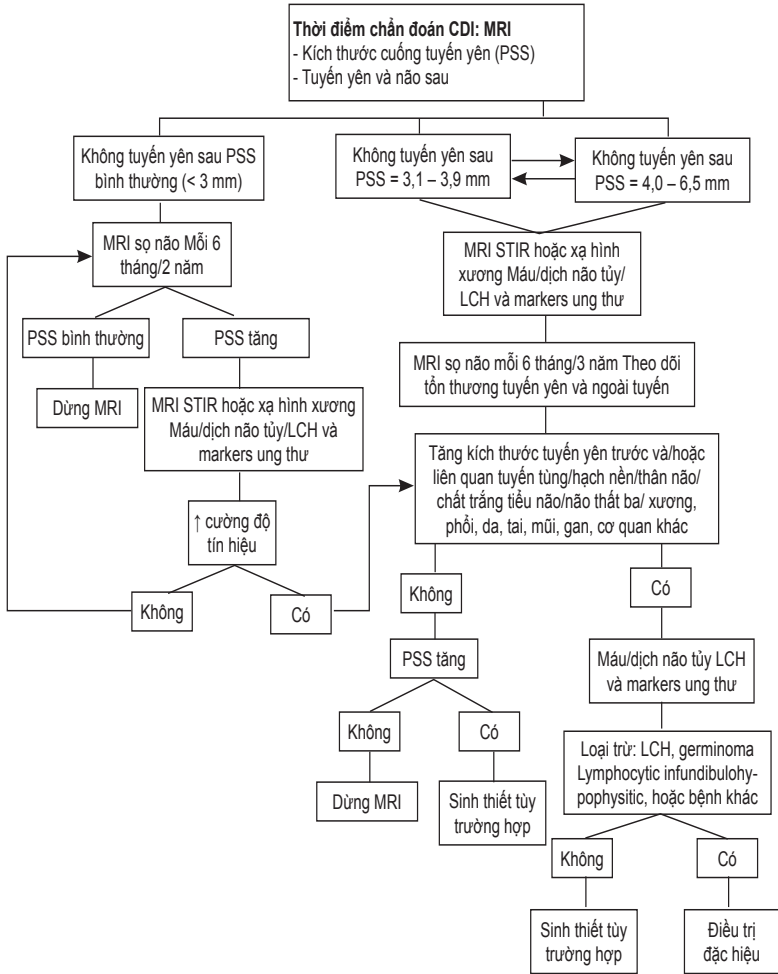 Thời điểm chẩn đoán CDI: MRI
- Kích thước cuống tuyến yên (PSS)
- Tuyến yên và não sau
Không tuyến yên sau PSS
bình thường (< 3 mm)
Không tuyến yên sau
PSS = 3,1 – 3,9 mm
Không tuyến yên sau
PSS = 4,0 – 6,5 mm
MRI sọ não Mỗi 6
tháng/2 năm
MRI STIR hoặc xạ hình
xương Máu/dịch não tủy/
LCH và markers ung thư
PSS bình thường
PSS tăng
Dừng MRI
MRI STIR hoặc xạ hình xương
Máu/dịch não tủy/LCH và
markers ung thư
MRI sọ não mỗi 6 tháng/3 năm Theo dõi
tổn thương tuyến yên và ngoài tuyến
Tăng kích thước tuyến yên trước và/hoặc
liên quan tuyến tùng/hạch nền/thân não/
chất trắng tiểu não/não thất ba/ xương,
phổi, da, tai, mũi, gan, cơ quan khác
↑ cường độ
tín hiệu
Không
Có
Không
Có
PSS tăng
Máu/dịch não tủy LCH
và markers ung thư
Không
Có
Dừng MRI
Sinh thiết tùy
trường hợp
Loại trừ: LCH, germinoma
Lymphocytic infundibulohy-
pophysitic, hoặc bệnh khác
Không
Có
Sinh thiết tùy
trường hợp
Điều trị
đặc hiệu